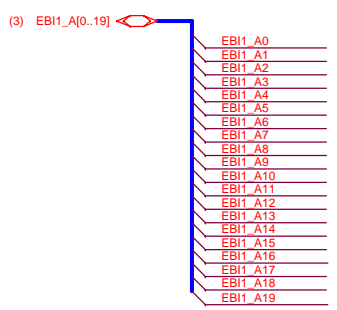 (3) EBI1_A[0..19]
EBI1_A0
EBI1_A1
EBI1_A2
EBI1_A3
EBI1_A4
EBI1_A5
EBI1_A6
EBI1_A7
EBI1_A8
EBI1_A9
EBI1_A10
EBI1_A11
EBI1_A12
EBI1_A13
EBI1_A14
EBI1_A15
EBI1_A16
EBI1_A17
EBI1_A18
EBI1_A19